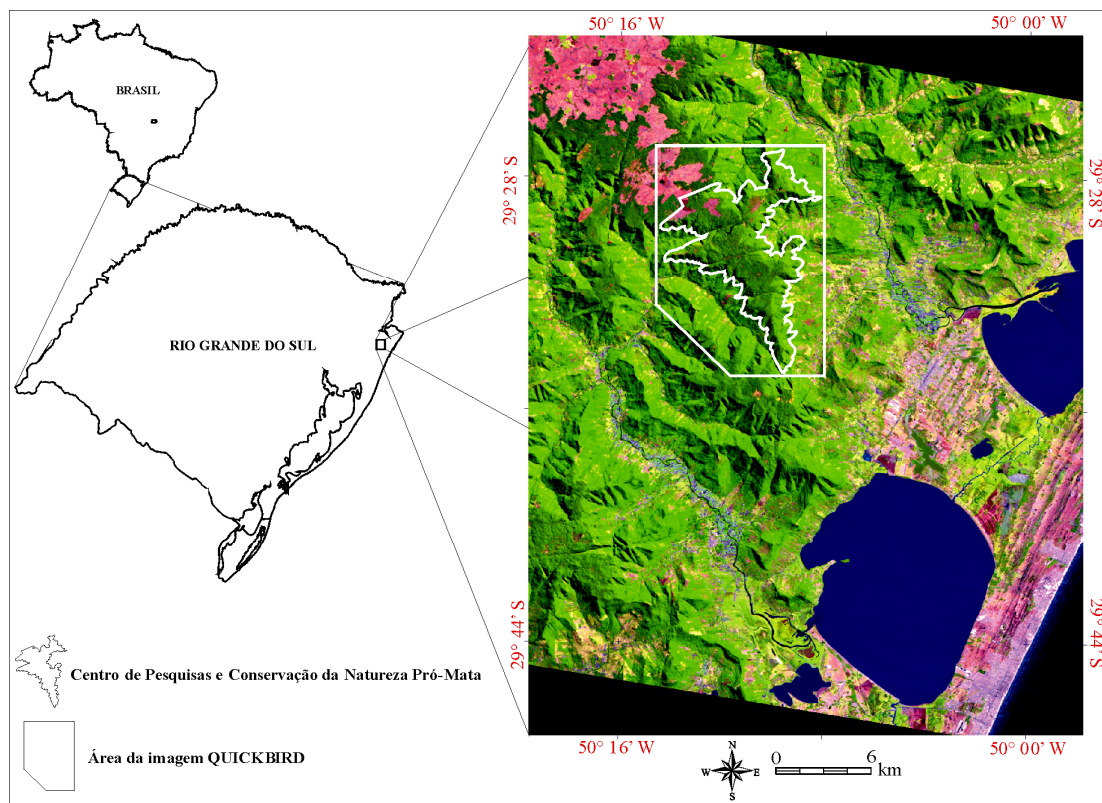 50° 16’ W
50° 00’ W
BRASIL
29° 28’ S
29° 28’ S
RIO GRANDE DO SUL
29° 44’ S
29° 44’ S
Centro de Pesquisas e Conservação da Natureza Pró-Mata
Área da imagem QUICKBIRD
50° 16’ W
50° 00’ W
N
W
E
S
0
6
km